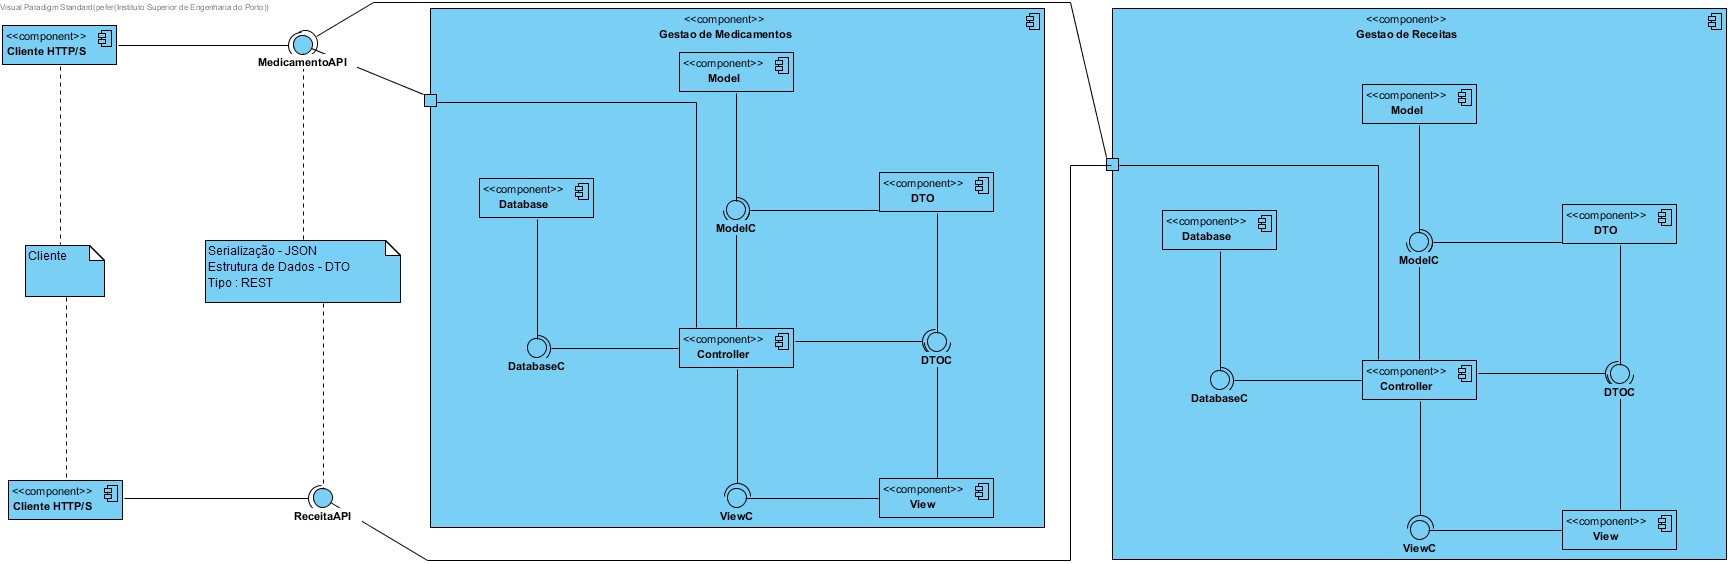 Visual Paradigm Standard(pefer(Instituto Superior de Engenharia do Porto))
<<component>>
Cliente HTTP/S
MedicamentoAPI
Cliente
Serialização - JSON
Estrutura de Dados - DTO
Tipo : REST
<<component>>
Cliente HTTP/S
ReceitaAPI
<<component>>
Gestao de Medicamentos
<<component>>
Model
<<component>>
Database
<<component>>
DTO
ModelC
<<component>>
Controller
DatabaseC
DTOC
<<component>>
View
ViewC
<<component>>
Gestao de Receitas
<<component>>
Model
<<component>>
Database
<<component>>
DTO
ModelC
<<component>>
Controller
DatabaseC
DTOC
<<component>>
View
ViewC